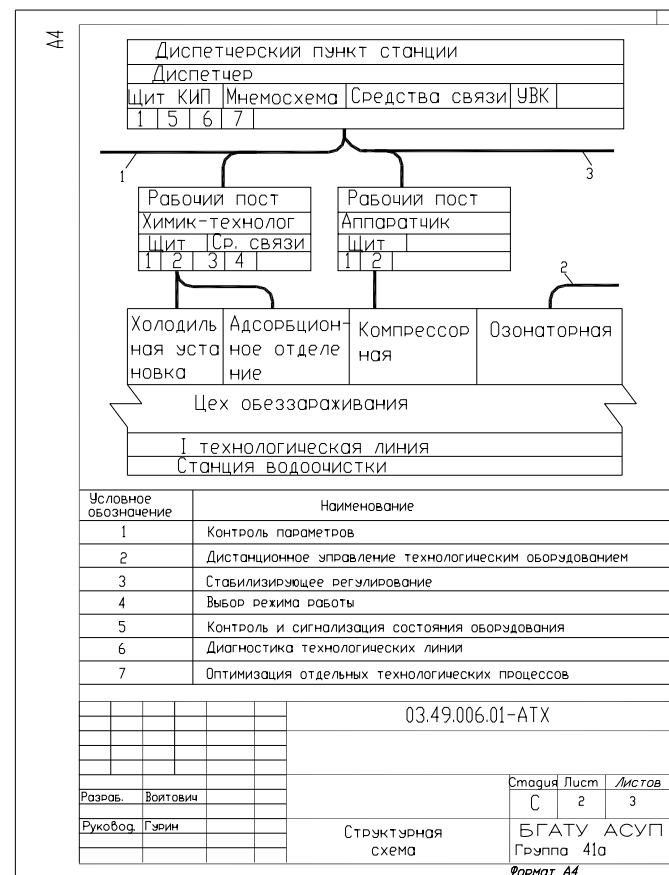 А4
Диспетчерский пункт станции
Диспетчер
Щит КИП Мнемосхема Средства связи УВК
1 5 6 7
1
3
Рабочий пост
Химик-технолог
Щит Ср. связи
1 2 3 4
Рабочий пост
Аппаратчик
Щит
1 2
2
Холодиль
ная уста
новка
Адсорбцион-
ное отделе
ние
Компрессор
ная
Озонаторная
Цех обеззараживания
I технологическая линия
Станция водоочистки
Условное
обозначение
Наименование
1 Контроль параметров
2 Дистанционное управление технологическим оборудованием
3 Стабилизирующее регулирование
4 Выбор режима работы
5 Контроль и сигнализация состояния оборудования
6 Диагностика технологических линий
7 Оптимизация отдельных технологических процессов
03.49.006.01-АТХ
Стадия Лист Листов
Разраб. Войтович
С 2 3
Руковод. Гурин
Структурная
схема
БГАТУ АСУП
Группа 41а
Формат А4